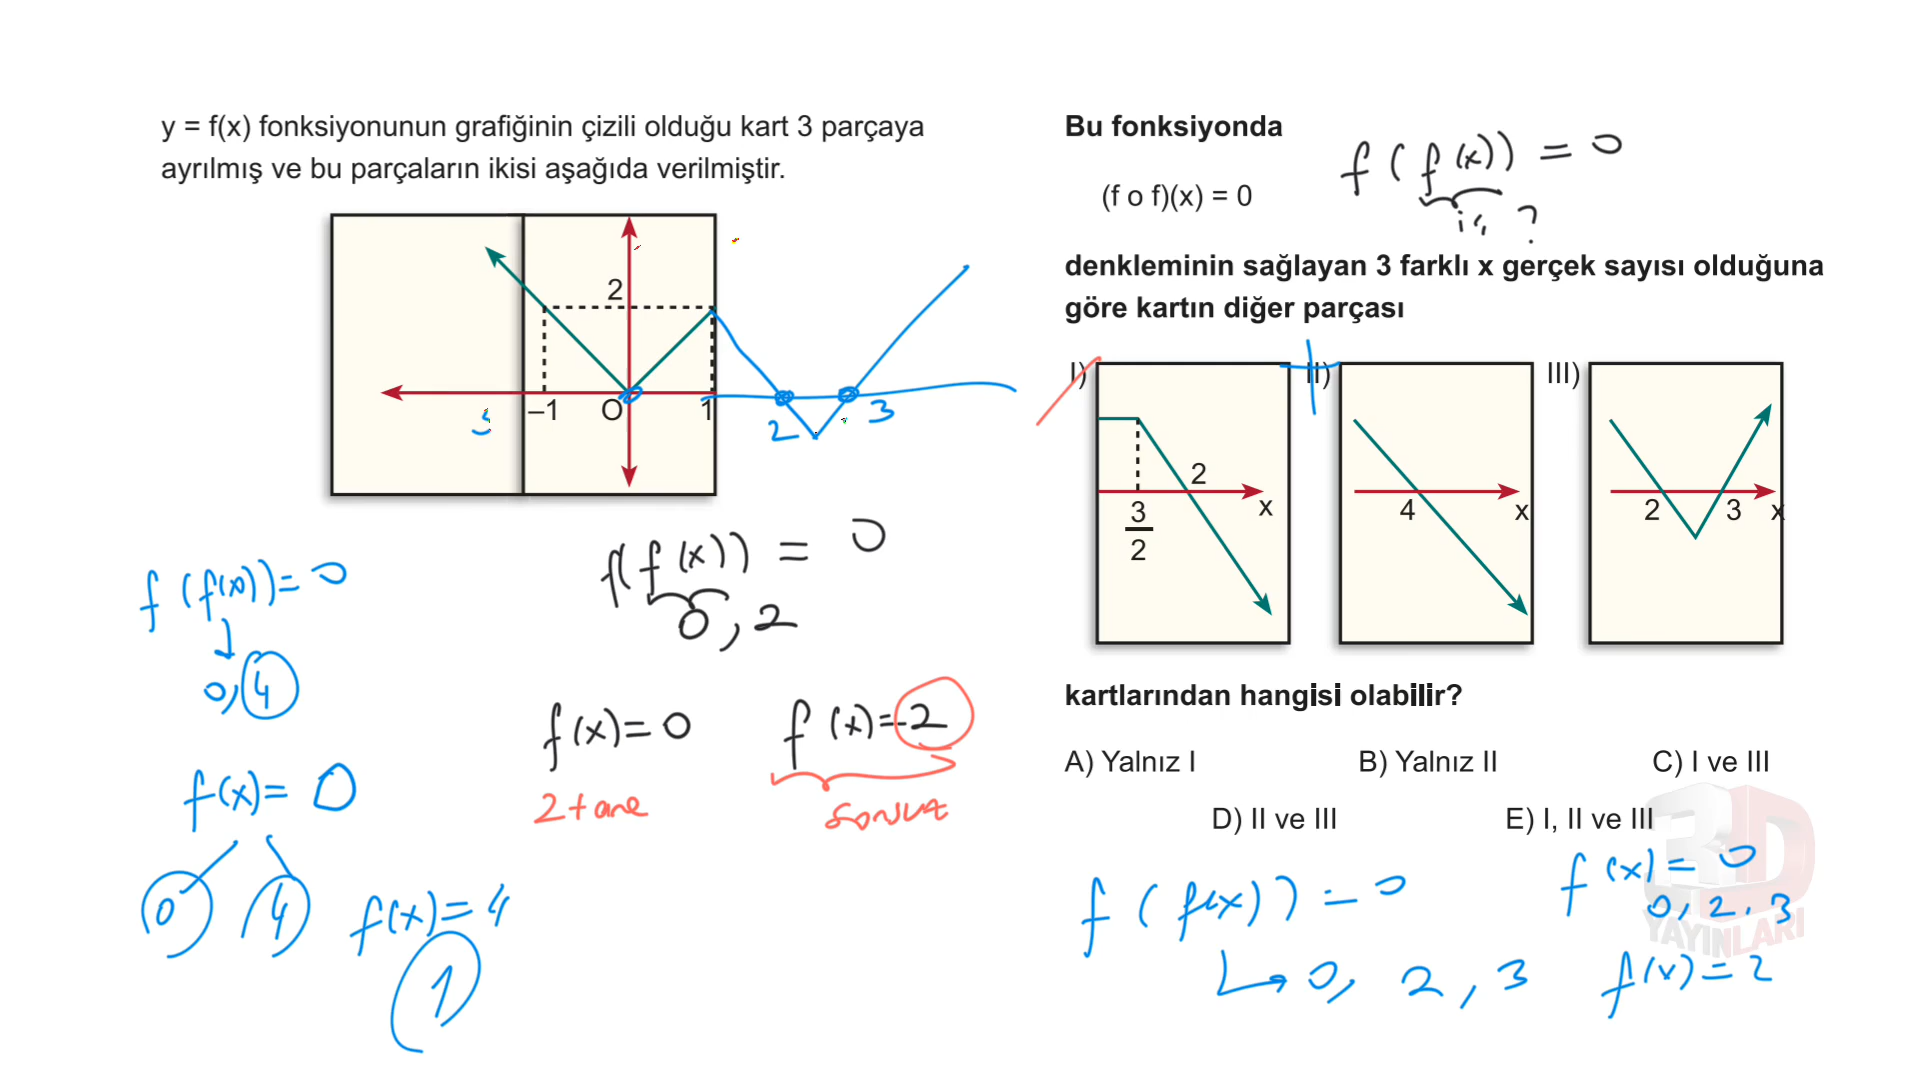 y = f(x) fonksiyonunun grafiğinin çizili olduğu kart 3 parçaya
ayrılmış ve bu parçaların ikisi aşağıda verilmiştir.
2
–1
O
1
2
3
f(f(x)) = 0
0, 4
f(x) = 0
0
4
f(x) = 4
1
f(f(x)) = 0
0, 2
f(x) = 0
2 tane
f(x) = 2
sonsuz
Bu fonksiyonda
(f o f)(x) = 0
f(f(x)) = 0
iç ?
denkleminin sağlayan 3 farklı x gerçek sayısı olduğuna
göre kartın diğer parçası
I)
3
2
2
x
II)
4
x
III)
2
3
x
kartlarından hangisi olabilir?
A) Yalnız I
B) Yalnız II
C) I ve III
D) II ve III
E) I, II ve III
3D
YAYINLARI
f(f(x)) = 0
0, 2, 3
f(x) = 0
0, 2, 3
f(x) = 2